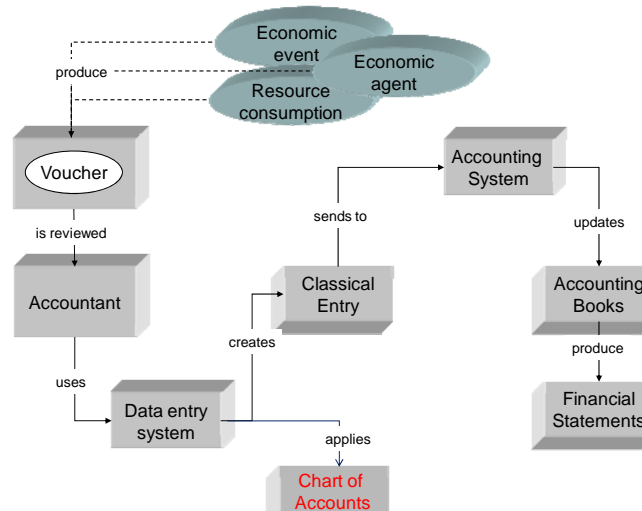 Economic
event
produce
Economic
agent
Resource
consumption
Voucher
Accounting
System
sends to
is reviewed
updates
Accountant
Classical
Entry
Accounting
Books
creates
produce
uses
Data entry
system
Financial
Statements
applies
Chart of
Accounts